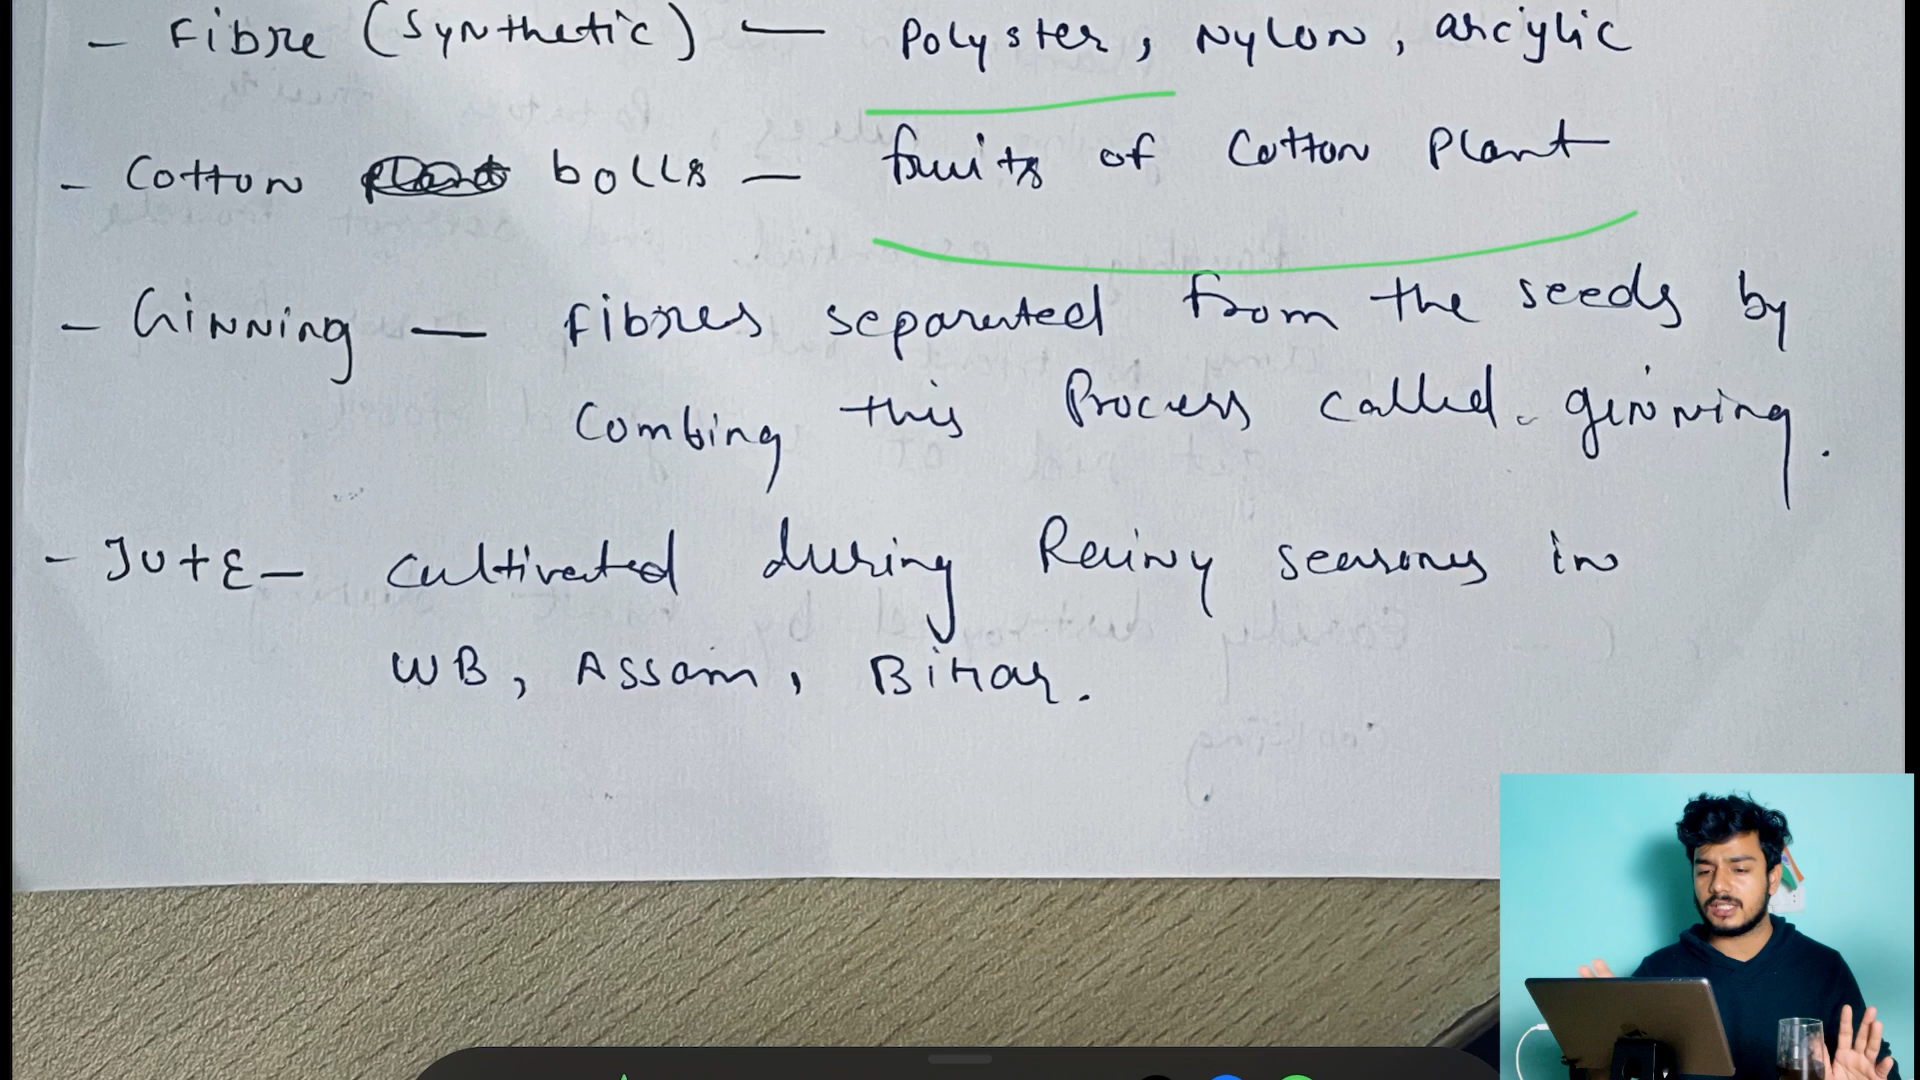 - Fibre (Synthetic) — Polyster, Nylon, arcylic
- Cotton bolls — fruits of Cotton Plant
- Ginning — Fibres separated from the seeds by
combing this Process called ginning.
- JUTE - cultivated during Rainy seasons in
WB, Assam, Bihar.